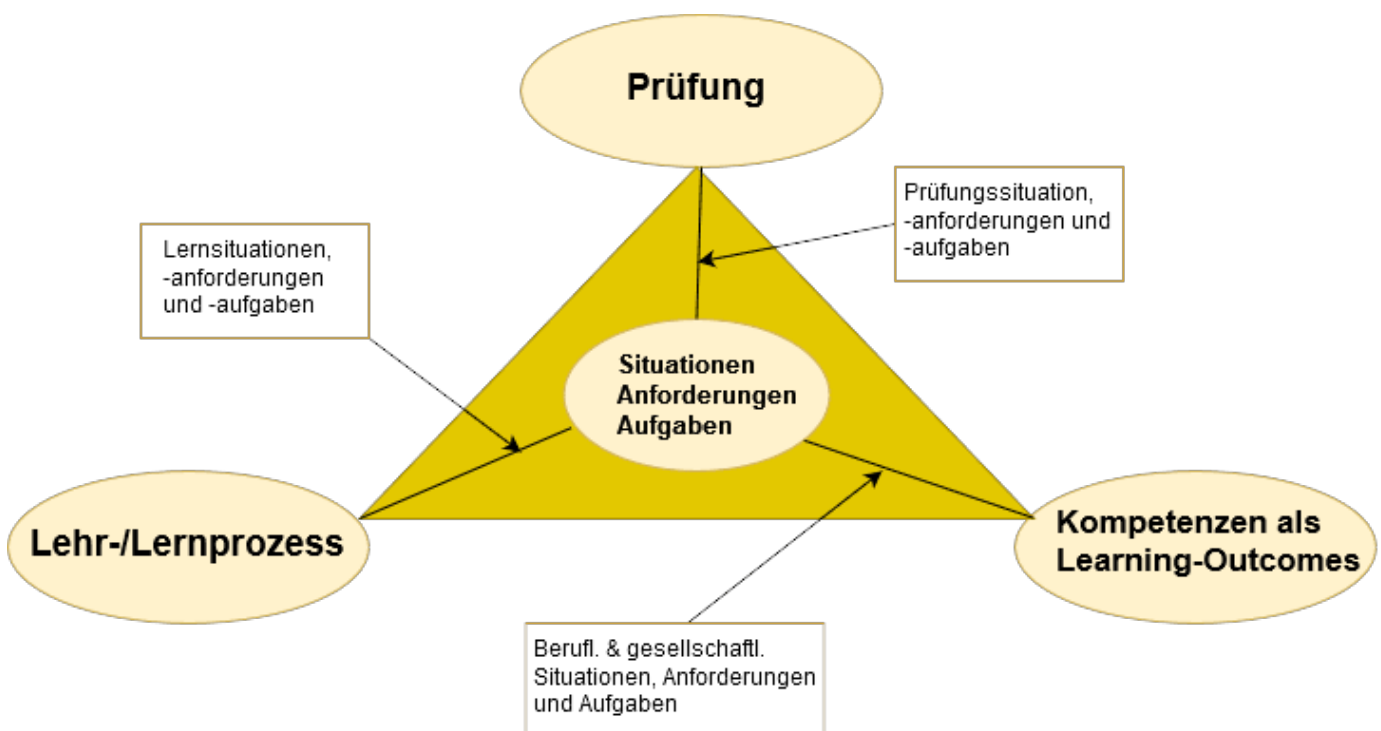 Prüfung
Prüfungssituation,
-anforderungen und
-aufgaben
Lernsituationen,
-anforderungen
und -aufgaben
Situationen
Anforderungen
Aufgaben
Lehr-/Lernprozess
Kompetenzen als
Learning-Outcomes
Berufl. & gesellschaftl.
Situationen, Anforderungen
und Aufgaben